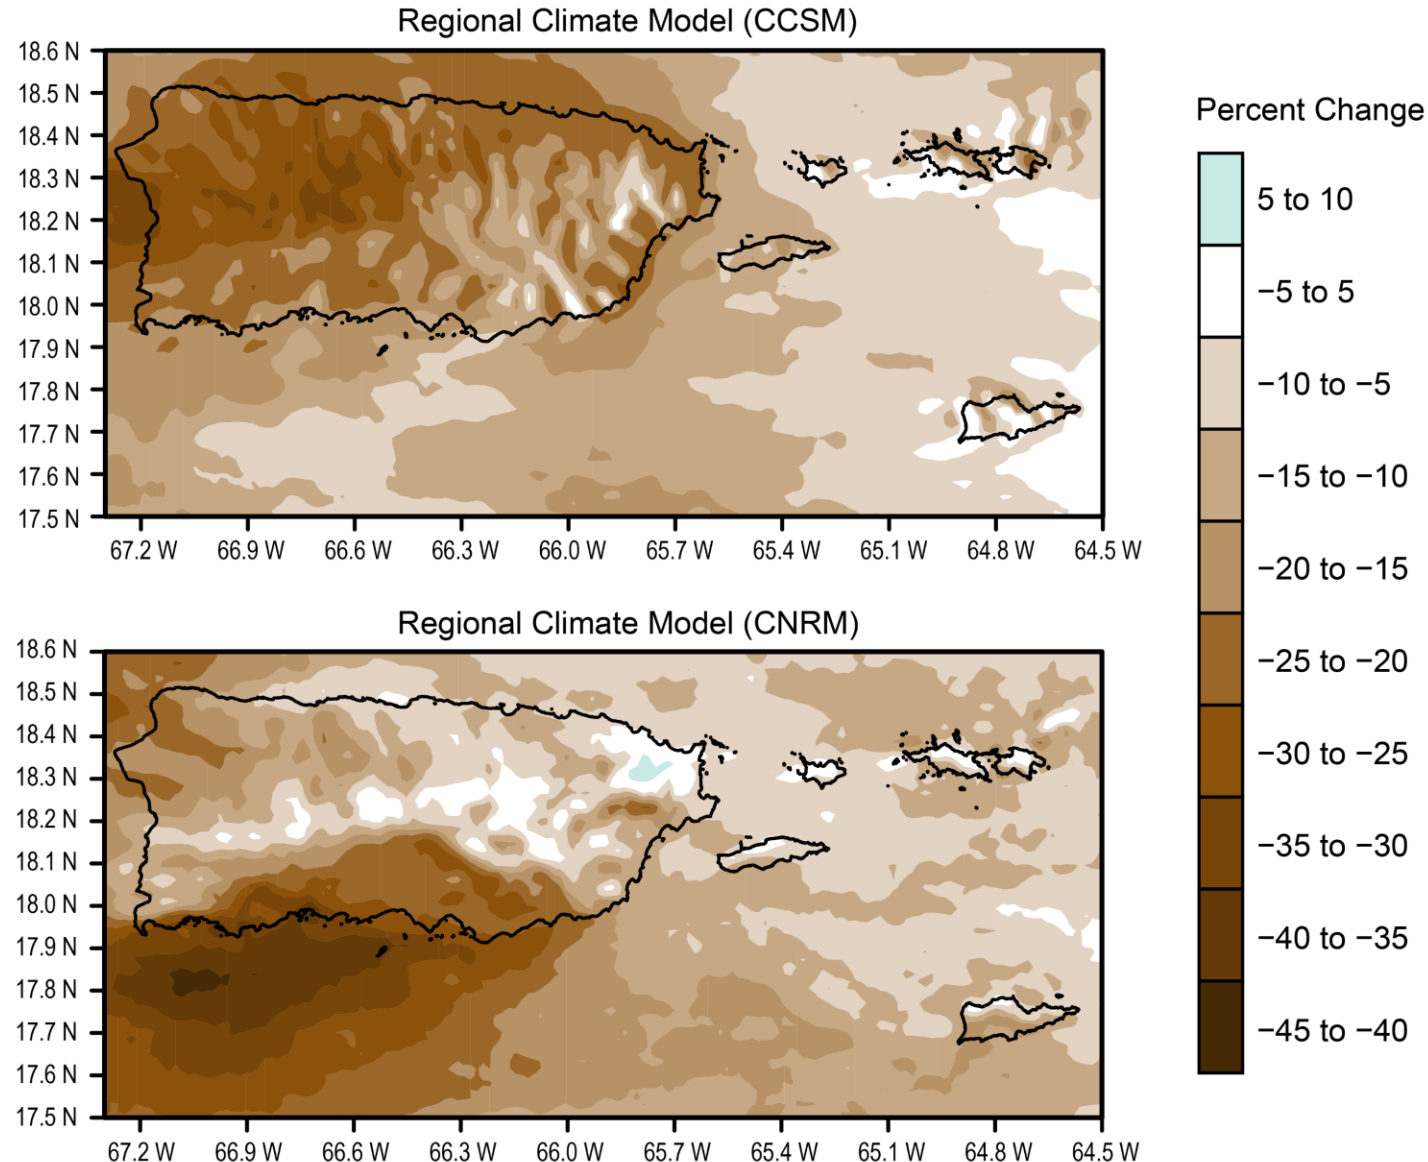 Regional Climate Model (CCSM)
18.6 N
18.5 N
18.4 N
18.3 N
18.2 N
18.1 N
18.0 N
17.9 N
17.8 N
17.7 N
17.6 N
17.5 N
67.2 W 66.9 W 66.6 W 66.3 W 66.0 W 65.7 W 65.4 W 65.1 W 64.8 W 64.5 W
Regional Climate Model (CNRM)
18.6 N
18.5 N
18.4 N
18.3 N
18.2 N
18.1 N
18.0 N
17.9 N
17.8 N
17.7 N
17.6 N
17.5 N
67.2 W 66.9 W 66.6 W 66.3 W 66.0 W 65.7 W 65.4 W 65.1 W 64.8 W 64.5 W
Percent Change
5 to 10
−5 to 5
−10 to −5
−15 to −10
−20 to −15
−25 to −20
−30 to −25
−35 to −30
−40 to −35
−45 to −40